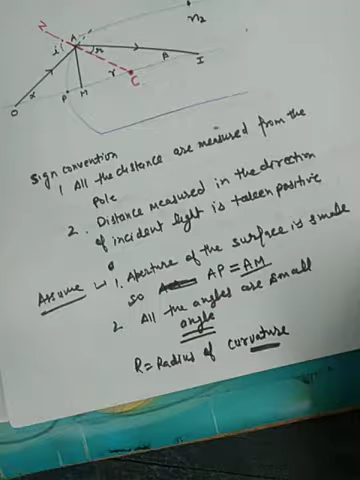 N
A
n₂
i
r
O
α
P
M
γ
C
β
I
Sign convention
1. All the distance are measured from the
Pole
2. Distance measured in the direction
of incident light is taken positive
Assume 1. Aperture of the surface is small
so AP = AM
2. All the angles are small
angle
R = Radius of curvature